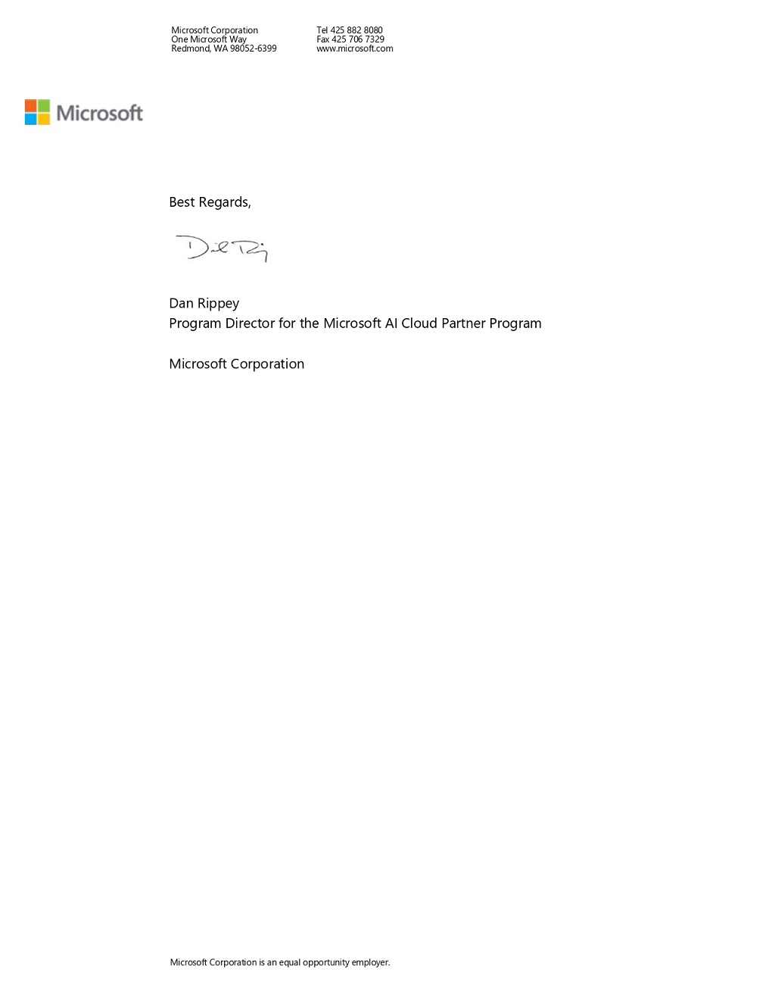 Microsoft Corporation
One Microsoft Way
Redmond, WA 98052-6399
Tel 425 882 8080
Fax 425 706 7329
www.microsoft.com
Microsoft
Best Regards,
Dan Rippey
Program Director for the Microsoft AI Cloud Partner Program
Microsoft Corporation
Microsoft Corporation is an equal opportunity employer.